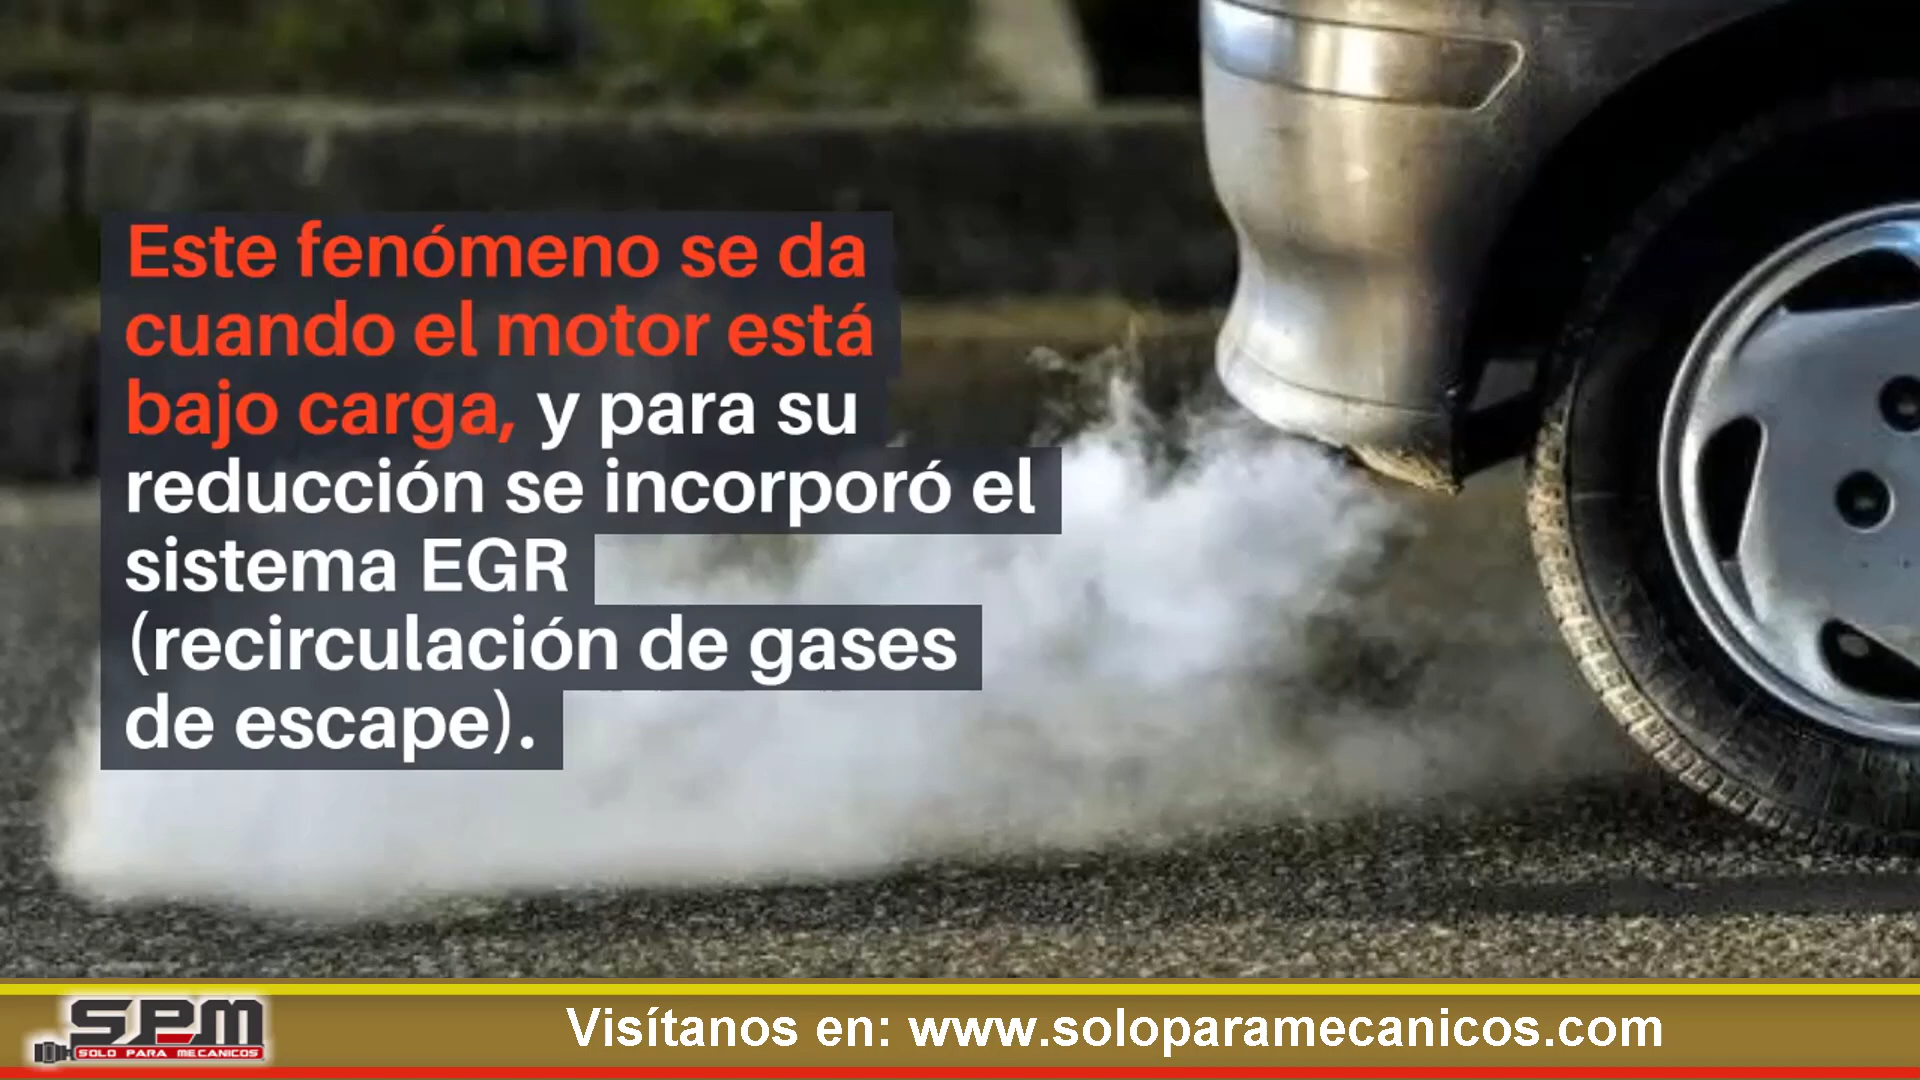 Este fenómeno se da
cuando el motor está
bajo carga, y para su
reducción se incorporó el
sistema EGR
(recirculación de gases
de escape).
SPM
SOLO PARA MECANICOS
Visítanos en: www.soloparamecanicos.com